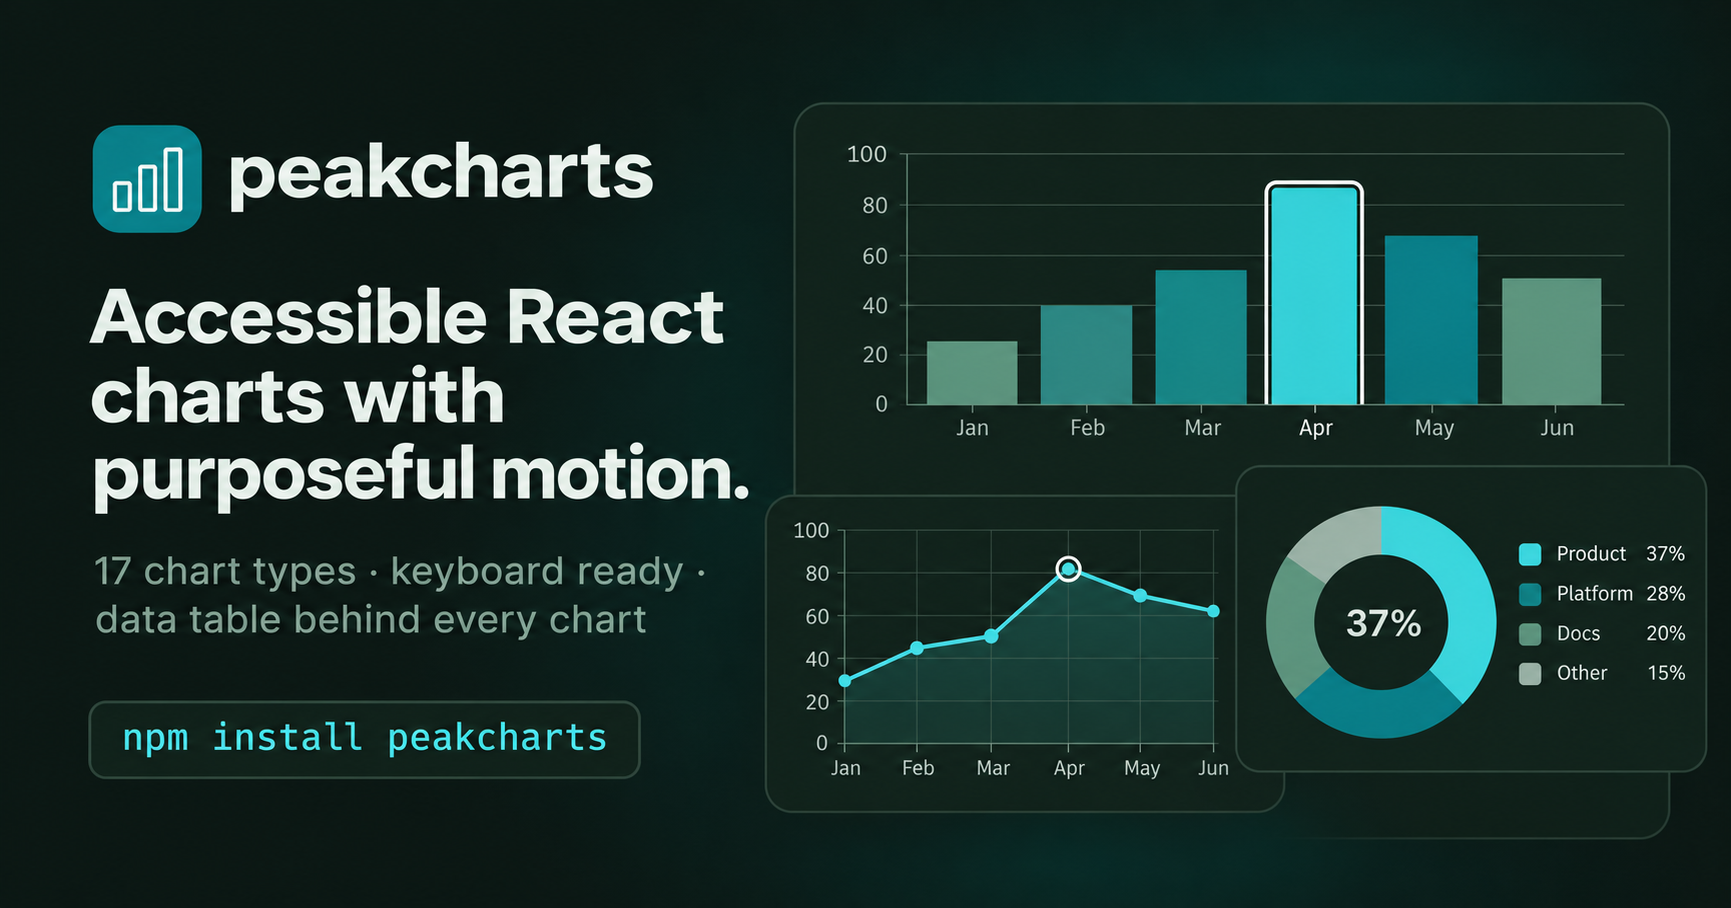 peakcharts
Accessible React
charts with
purposeful motion.
17 chart types · keyboard ready ·
data table behind every chart
npm install peakcharts
100
80
60
40
20
0
Jan Feb Mar Apr May Jun
100
80
60
40
20
0
Jan Feb Mar Apr May Jun
37%
Product 37%
Platform 28%
Docs 20%
Other 15%